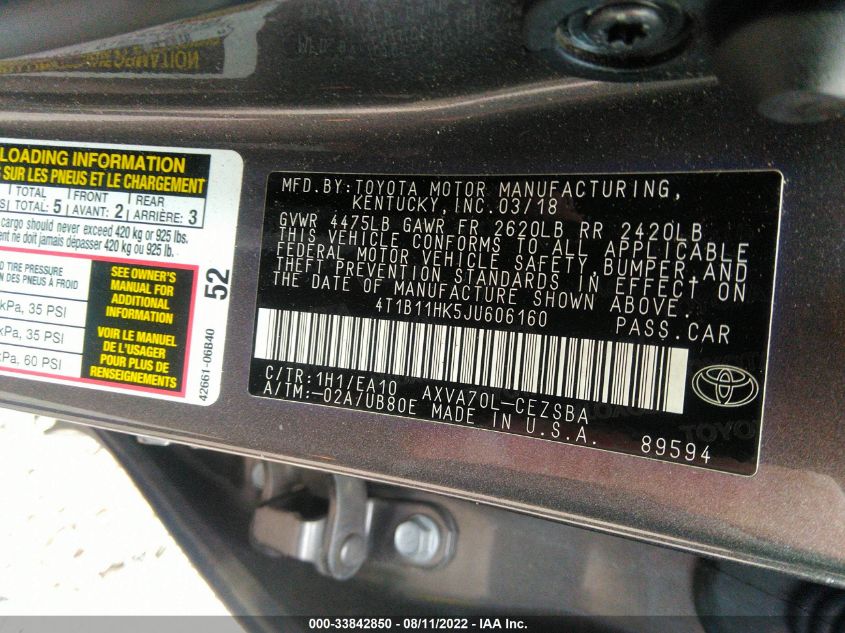 LOADING INFORMATION
SUR LES PNEUS ET LE CHARGEMENT
TOTAL FRONT REAR
TOTAL: 5 AVANT: 2 ARRIÈRE: 3
cargo should never exceed 420 kg or 925 lbs.
ne doit jamais dépasser 420 kg ou 925 lb.
TIRE PRESSURE
DES PNEUS À FROID
kPa, 35 PSI
kPa, 35 PSI
kPa, 60 PSI
SEE OWNER'S
MANUAL FOR
ADDITIONAL
INFORMATION
VOIR LE MANUEL
DE L'USAGER
POUR PLUS DE
RENSEIGNEMENTS
52
42661-06B40
MFD.BY:TOYOTA MOTOR MANUFACTURING,
KENTUCKY, INC.03/18
GVWR 4475LB GAWR FR 2620LB RR 2420LB
THIS VEHICLE CONFORMS TO ALL APPLICABLE
FEDERAL MOTOR VEHICLE SAFETY,BUMPER,AND
THEFT PREVENTION STANDARDS IN EFFECT ON
THE DATE OF MANUFACTURE SHOWN ABOVE.
4T1B11HK5JU606160 PASS.CAR
C/TR:1H1/EA10 AXVA70L-CEZSBA
A/TM:-02A/UB80E MADE IN U.S.A.
89594
000-33842850 - 08/11/2022 - IAA Inc.